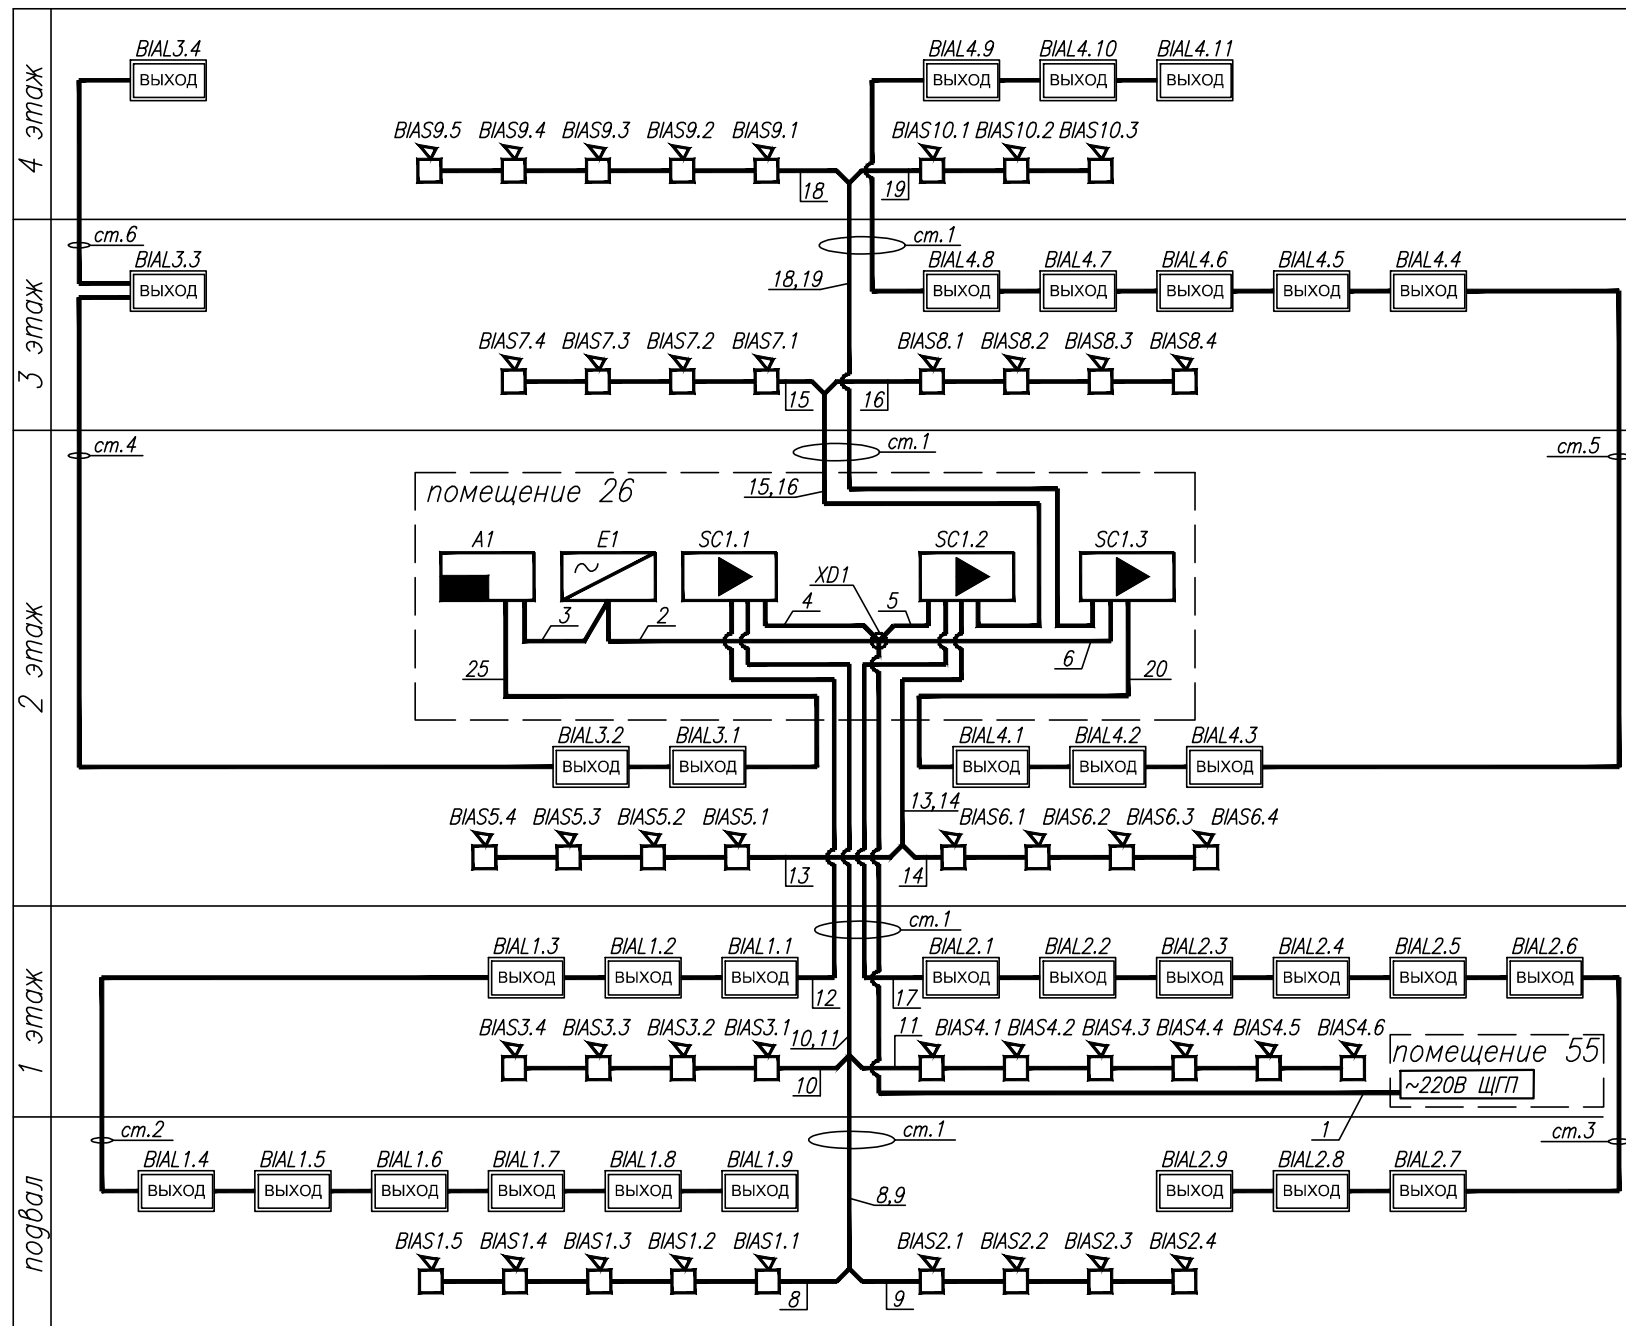 4 этаж
BIAL3.4
ВЫХОД
BIAL4.9 BIAL4.10 BIAL4.11
ВЫХОД ВЫХОД ВЫХОД
BIAS9.5 BIAS9.4 BIAS9.3 BIAS9.2 BIAS9.1
BIAS10.1 BIAS10.2 BIAS10.3
18
19
3 этаж
ст.6
BIAL3.3
ВЫХОД
ст.1
18,19
BIAL4.8 BIAL4.7 BIAL4.6 BIAL4.5 BIAL4.4
ВЫХОД ВЫХОД ВЫХОД ВЫХОД ВЫХОД
BIAS7.4 BIAS7.3 BIAS7.2 BIAS7.1
BIAS8.1 BIAS8.2 BIAS8.3 BIAS8.4
15
16
2 этаж
ст.4
ст.1
ст.5
помещение 26
15,16
A1 E1 SC1.1 SC1.2 SC1.3
XD1
3
2
4
5
6
25
20
BIAL3.2 BIAL3.1
ВЫХОД ВЫХОД
BIAL4.1 BIAL4.2 BIAL4.3
ВЫХОД ВЫХОД ВЫХОД
13,14
BIAS5.4 BIAS5.3 BIAS5.2 BIAS5.1
BIAS6.1 BIAS6.2 BIAS6.3 BIAS6.4
13
14
1 этаж
ст.1
BIAL1.3 BIAL1.2 BIAL1.1
ВЫХОД ВЫХОД ВЫХОД
BIAL2.1 BIAL2.2 BIAL2.3 BIAL2.4 BIAL2.5 BIAL2.6
ВЫХОД ВЫХОД ВЫХОД ВЫХОД ВЫХОД ВЫХОД
12
17
BIAS3.4 BIAS3.3 BIAS3.2 BIAS3.1
10,11
11
BIAS4.1 BIAS4.2 BIAS4.3 BIAS4.4 BIAS4.5 BIAS4.6
10
помещение 55
~220В ЩГП
1
подвал
ст.2
ст.1
ст.3
BIAL1.4 BIAL1.5 BIAL1.6 BIAL1.7 BIAL1.8 BIAL1.9
ВЫХОД ВЫХОД ВЫХОД ВЫХОД ВЫХОД ВЫХОД
BIAL2.9 BIAL2.8 BIAL2.7
ВЫХОД ВЫХОД ВЫХОД
8,9
BIAS1.5 BIAS1.4 BIAS1.3 BIAS1.2 BIAS1.1
BIAS2.1 BIAS2.2 BIAS2.3 BIAS2.4
8
9